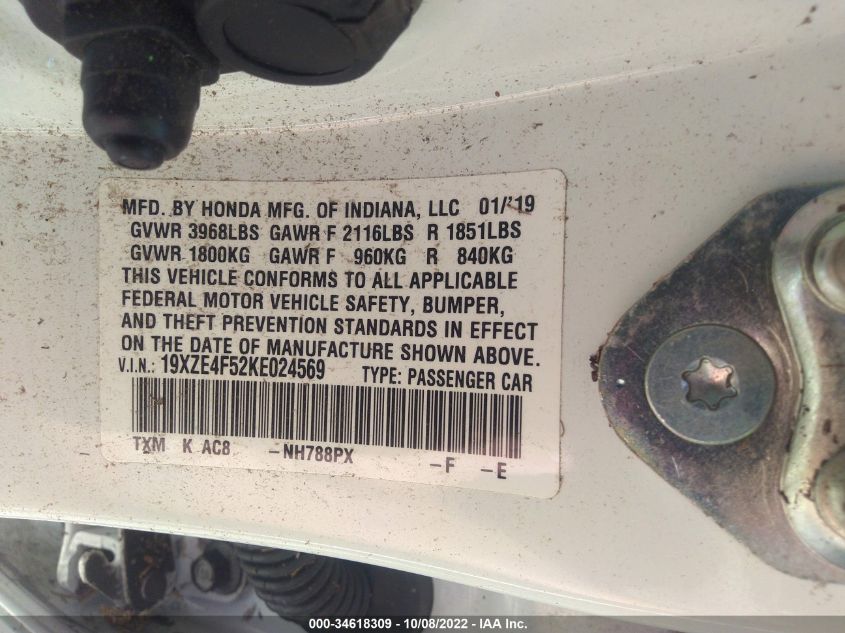 MFD. BY HONDA MFG. OF INDIANA, LLC 01/'19
GVWR 3968LBS GAWR F 2116LBS R 1851LBS
GVWR 1800KG GAWR F 960KG R 840KG
THIS VEHICLE CONFORMS TO ALL APPLICABLE
FEDERAL MOTOR VEHICLE SAFETY, BUMPER,
AND THEFT PREVENTION STANDARDS IN EFFECT
ON THE DATE OF MANUFACTURE SHOWN ABOVE.
V.I.N.: 19XZE4F52KE024569 TYPE: PASSENGER CAR
TXM K AC8 -NH788PX -F -E
000-34618309 - 10/08/2022 - IAA Inc.